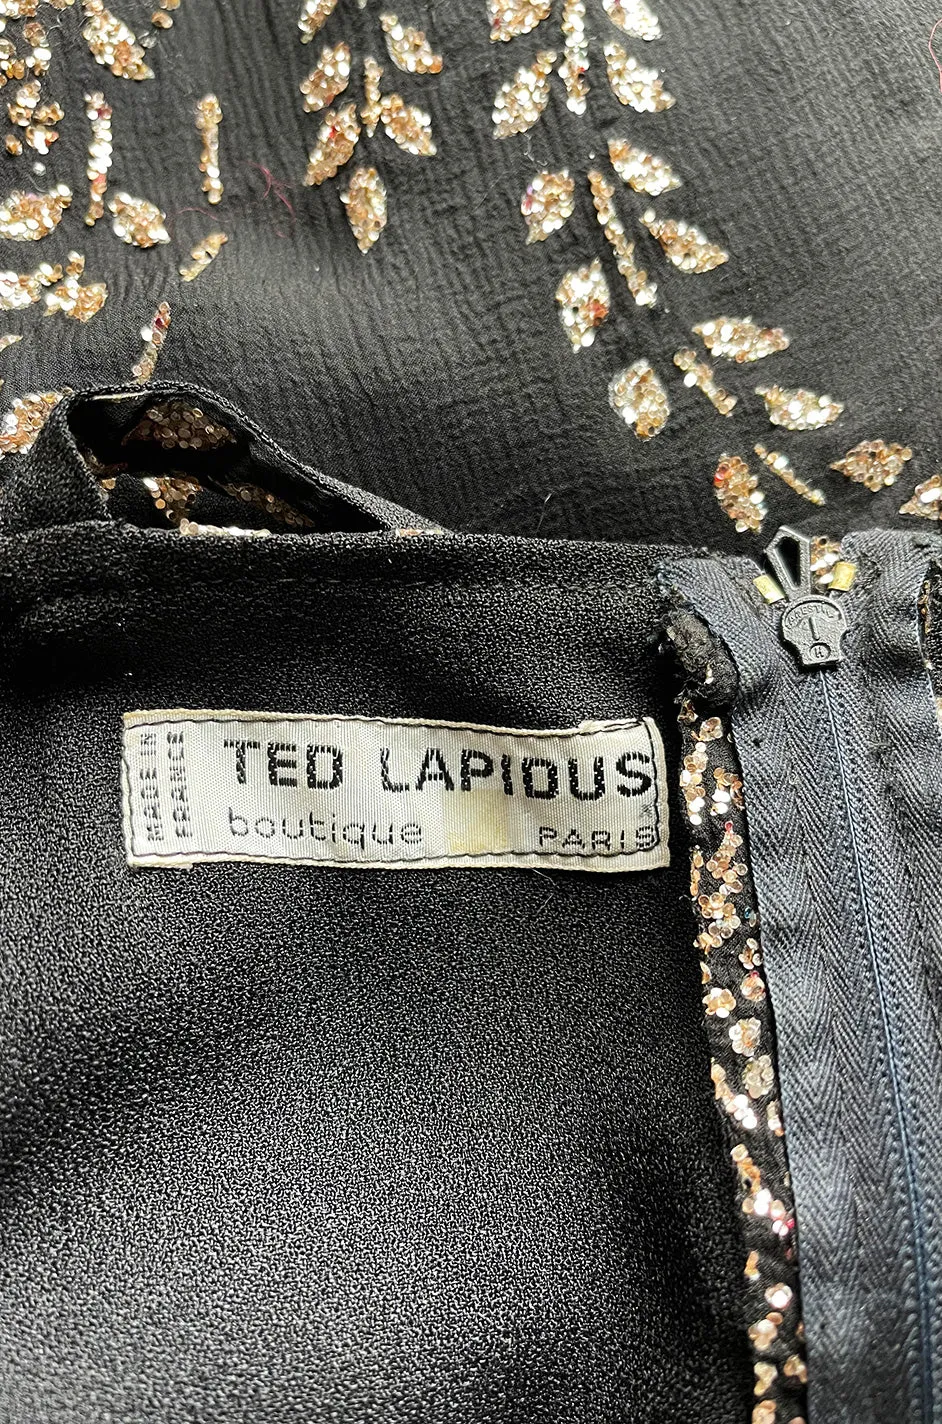 MADE IN
FRANCE
TED LAPIDUS
boutique PARIS